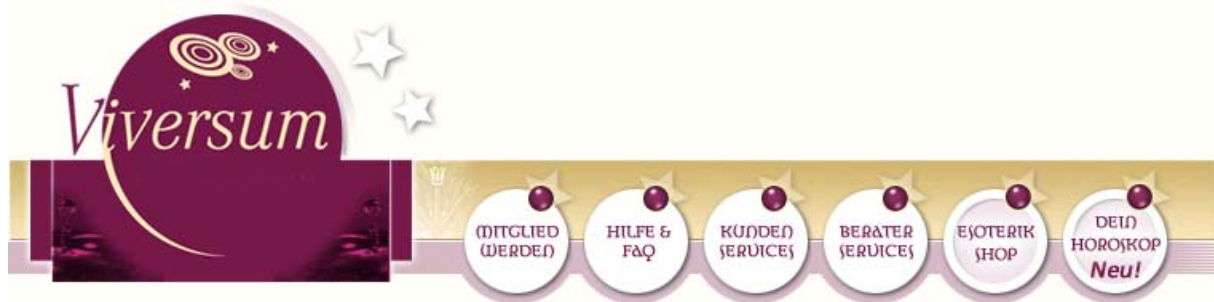 Viversum
MITGLIED
WERDEN
HILFE &
FAQ
KUNDEN
SERVICES
BERATER
SERVICES
ESOTERIK
SHOP
DEIN
HOROSKOP
Neu!